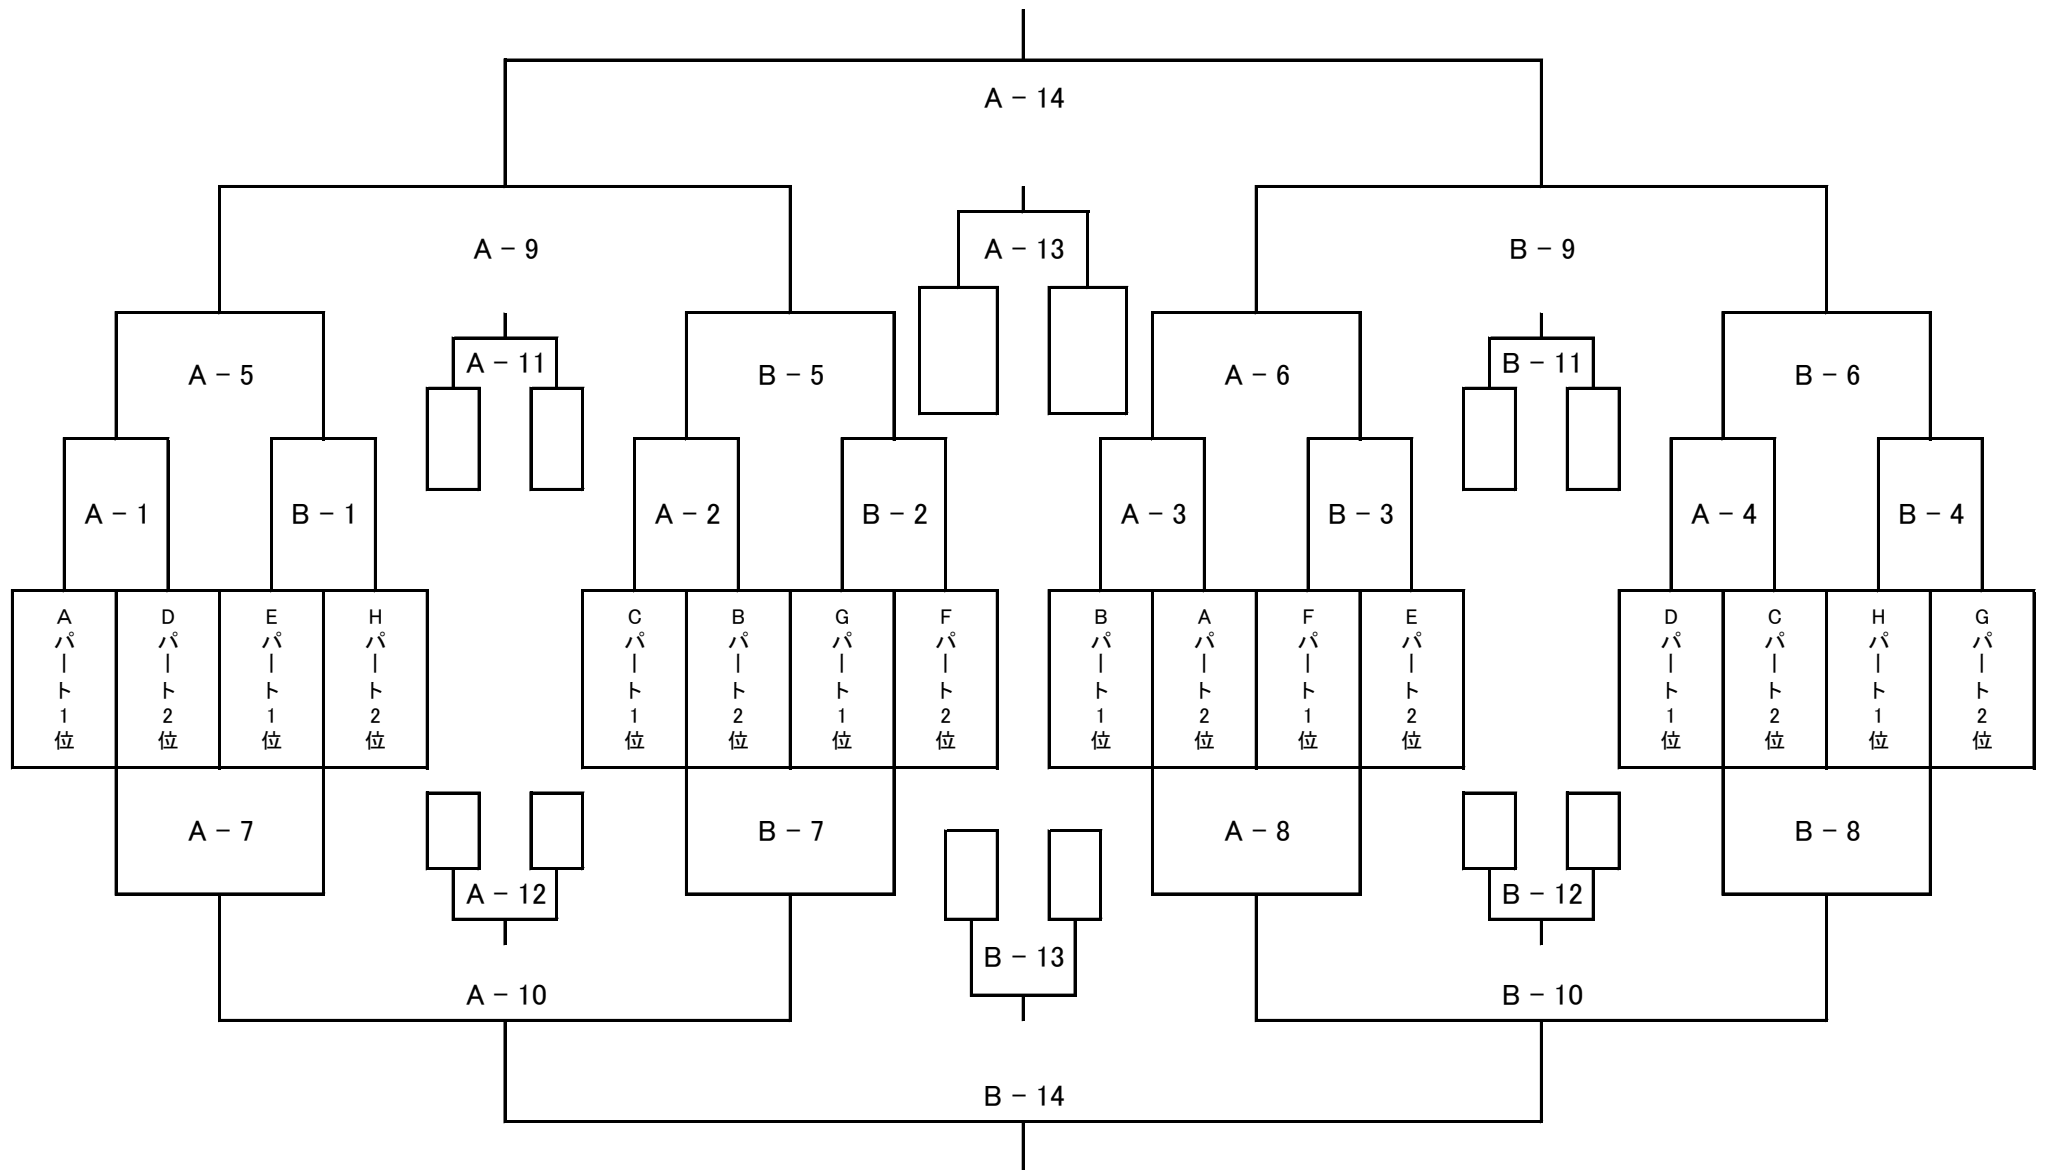 A − 14
A − 9
A − 13
B − 9
A − 11
B − 11
A − 5
B − 5
A − 6
B − 6
A − 1
B − 1
A − 2
B − 2
A − 3
B − 3
A − 4
B − 4
Aパート1位
Dパート2位
Eパート1位
Hパート2位
Cパート1位
Bパート2位
Gパート1位
Fパート2位
Bパート1位
Aパート2位
Fパート1位
Eパート2位
Dパート1位
Cパート2位
Hパート1位
Gパート2位
A − 7
B − 7
A − 8
B − 8
A − 12
B − 12
B − 13
A − 10
B − 10
B − 14